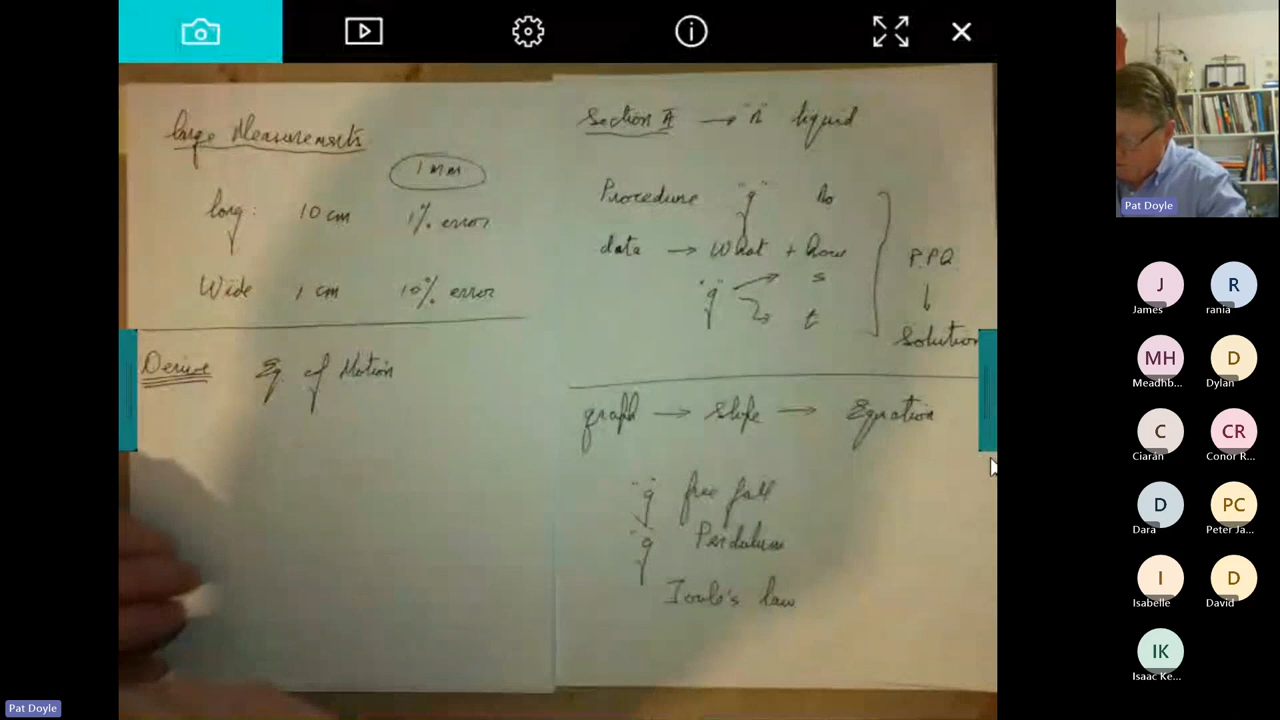 Large Measurements
1 mm
long: 10 cm 1% error
Wide 1 cm 10% error
Derive Eq. of Motion
Section A → "n" liquid
Procedure "g" No
data → What + how
"g" s
t
P.P.Q
Solution
graph → Slope → Equation
"g" free fall
"g" Pendulum
Joule's law
Pat Doyle
J
James
R
rania
MH
Meadhb...
D
Dylan
C
Ciarán
CR
Conor R...
D
Dara
PC
Peter Ja...
I
Isabelle
D
David
IK
Isaac Ke...
Pat Doyle